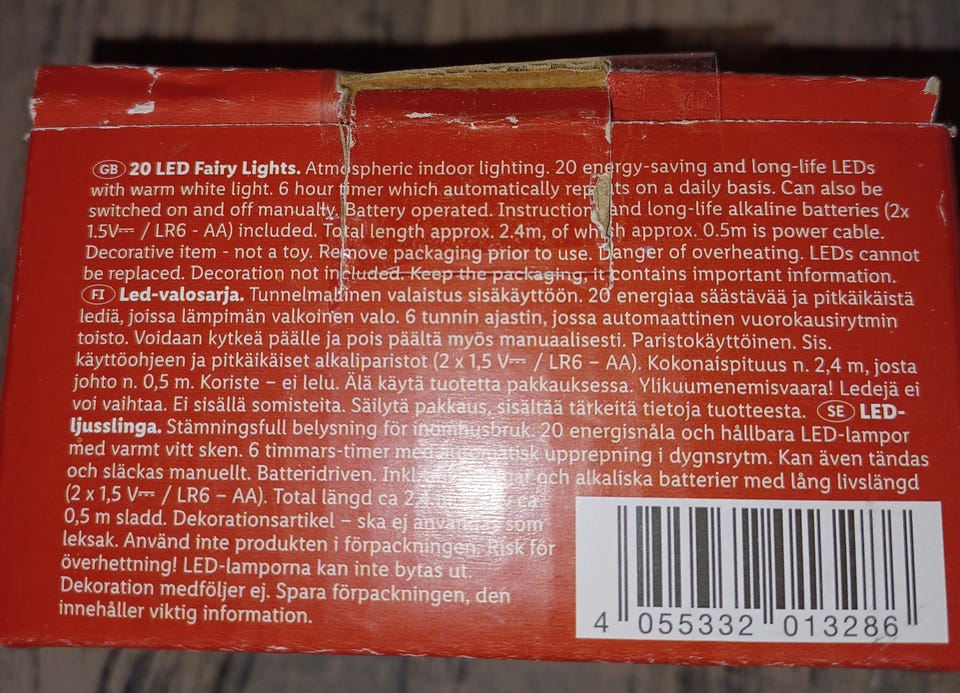 GB 20 LED Fairy Lights. Atmospheric indoor lighting. 20 energy-saving and long-life LEDs
with warm white light. 6 hour timer which automatically repeats on a daily basis. Can also be
switched on and off manually. Battery operated. Instruction and long-life alkaline batteries (2x
1.5V⎓ / LR6 - AA) included. Total length approx. 2.4m, of which approx. 0.5m is power cable.
Decorative item - not a toy. Remove packaging prior to use. Danger of overheating. LEDs cannot
be replaced. Decoration not included. Keep the packaging, it contains important information.
FI Led-valosarja. Tunnelmallinen valaistus sisäkäyttöön. 20 energiaa säästävää ja pitkäikäistä
lediä, joissa lämpimän valkoinen valo. 6 tunnin ajastin, jossa automaattinen vuorokausirytmin
toisto. Voidaan kytkeä päälle ja pois päältä myös manuaalisesti. Paristokäyttöinen. Sis.
käyttöohjeen ja pitkäikäiset alkaliparistot (2 x 1,5 V⎓ / LR6 – AA). Kokonaispituus n. 2,4 m, josta
johto n. 0,5 m. Koriste – ei lelu. Älä käytä tuotetta pakkauksessa. Ylikuumenemisvaara! Ledejä ei
voi vaihtaa. Ei sisällä somisteita. Säilytä pakkaus, sisältää tärkeitä tietoja tuotteesta. SE LED-
ljusslinga. Stämningsfull belysning för inomhusbruk. 20 energisnåla och hållbara LED-lampor
med varmt vitt sken. 6 timmars-timer med automatisk upprepning i dygnsrytm. Kan även tändas
och släckas manuellt. Batteridriven. och alkaliska batterier med lång livslängd
(2 x 1,5 V⎓ / LR6 – AA). Total längd ca 2,4 ca
0,5 m sladd. Dekorationsartikel – ska ej användas som
leksak. Använd inte produkten i förpackningen. Risk för
överhettning! LED-lamporna kan inte bytas ut.
Dekoration medföljer ej. Spara förpackningen, den
innehåller viktig information.
4 055332 013286